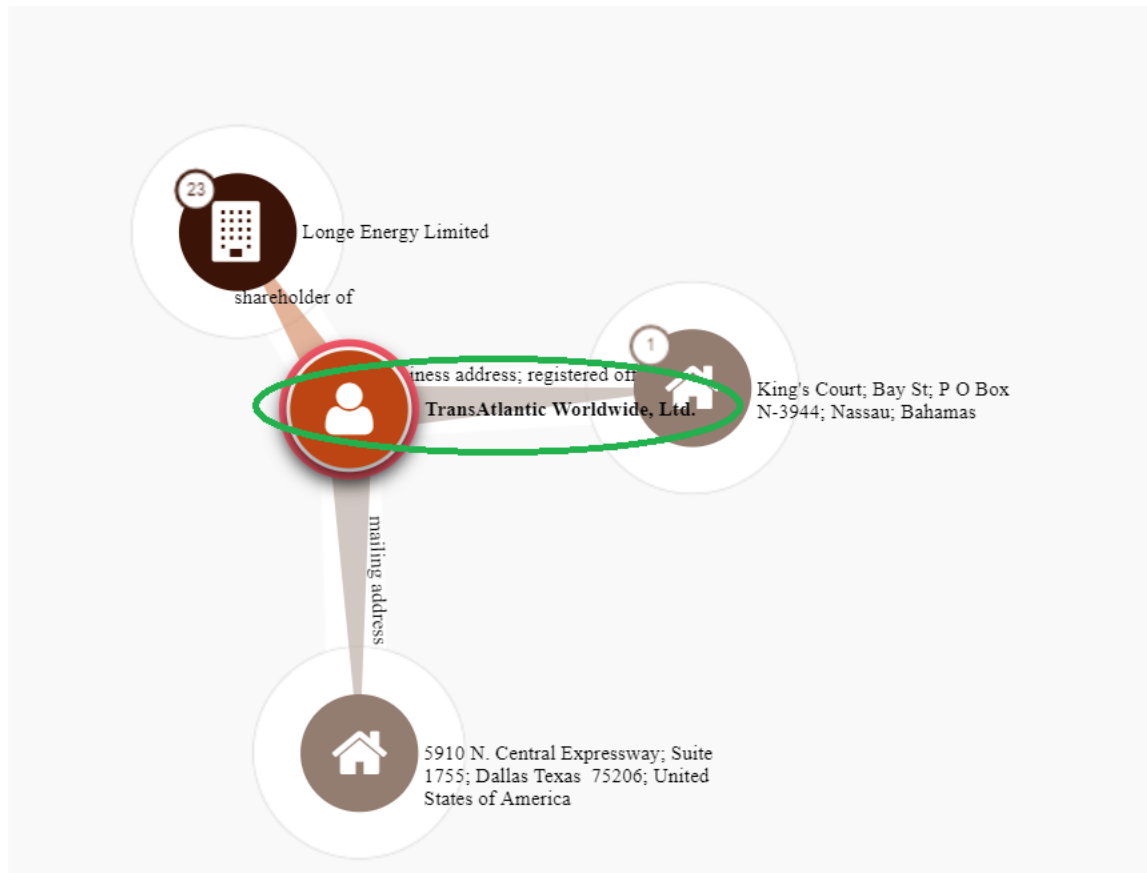 23
Longe Energy Limited
shareholder of
1
iness address; registered off
TransAtlantic Worldwide, Ltd.
King's Court; Bay St; P O Box
N-3944; Nassau; Bahamas
mailing address
5910 N. Central Expressway; Suite
1755; Dallas Texas  75206; United
States of America